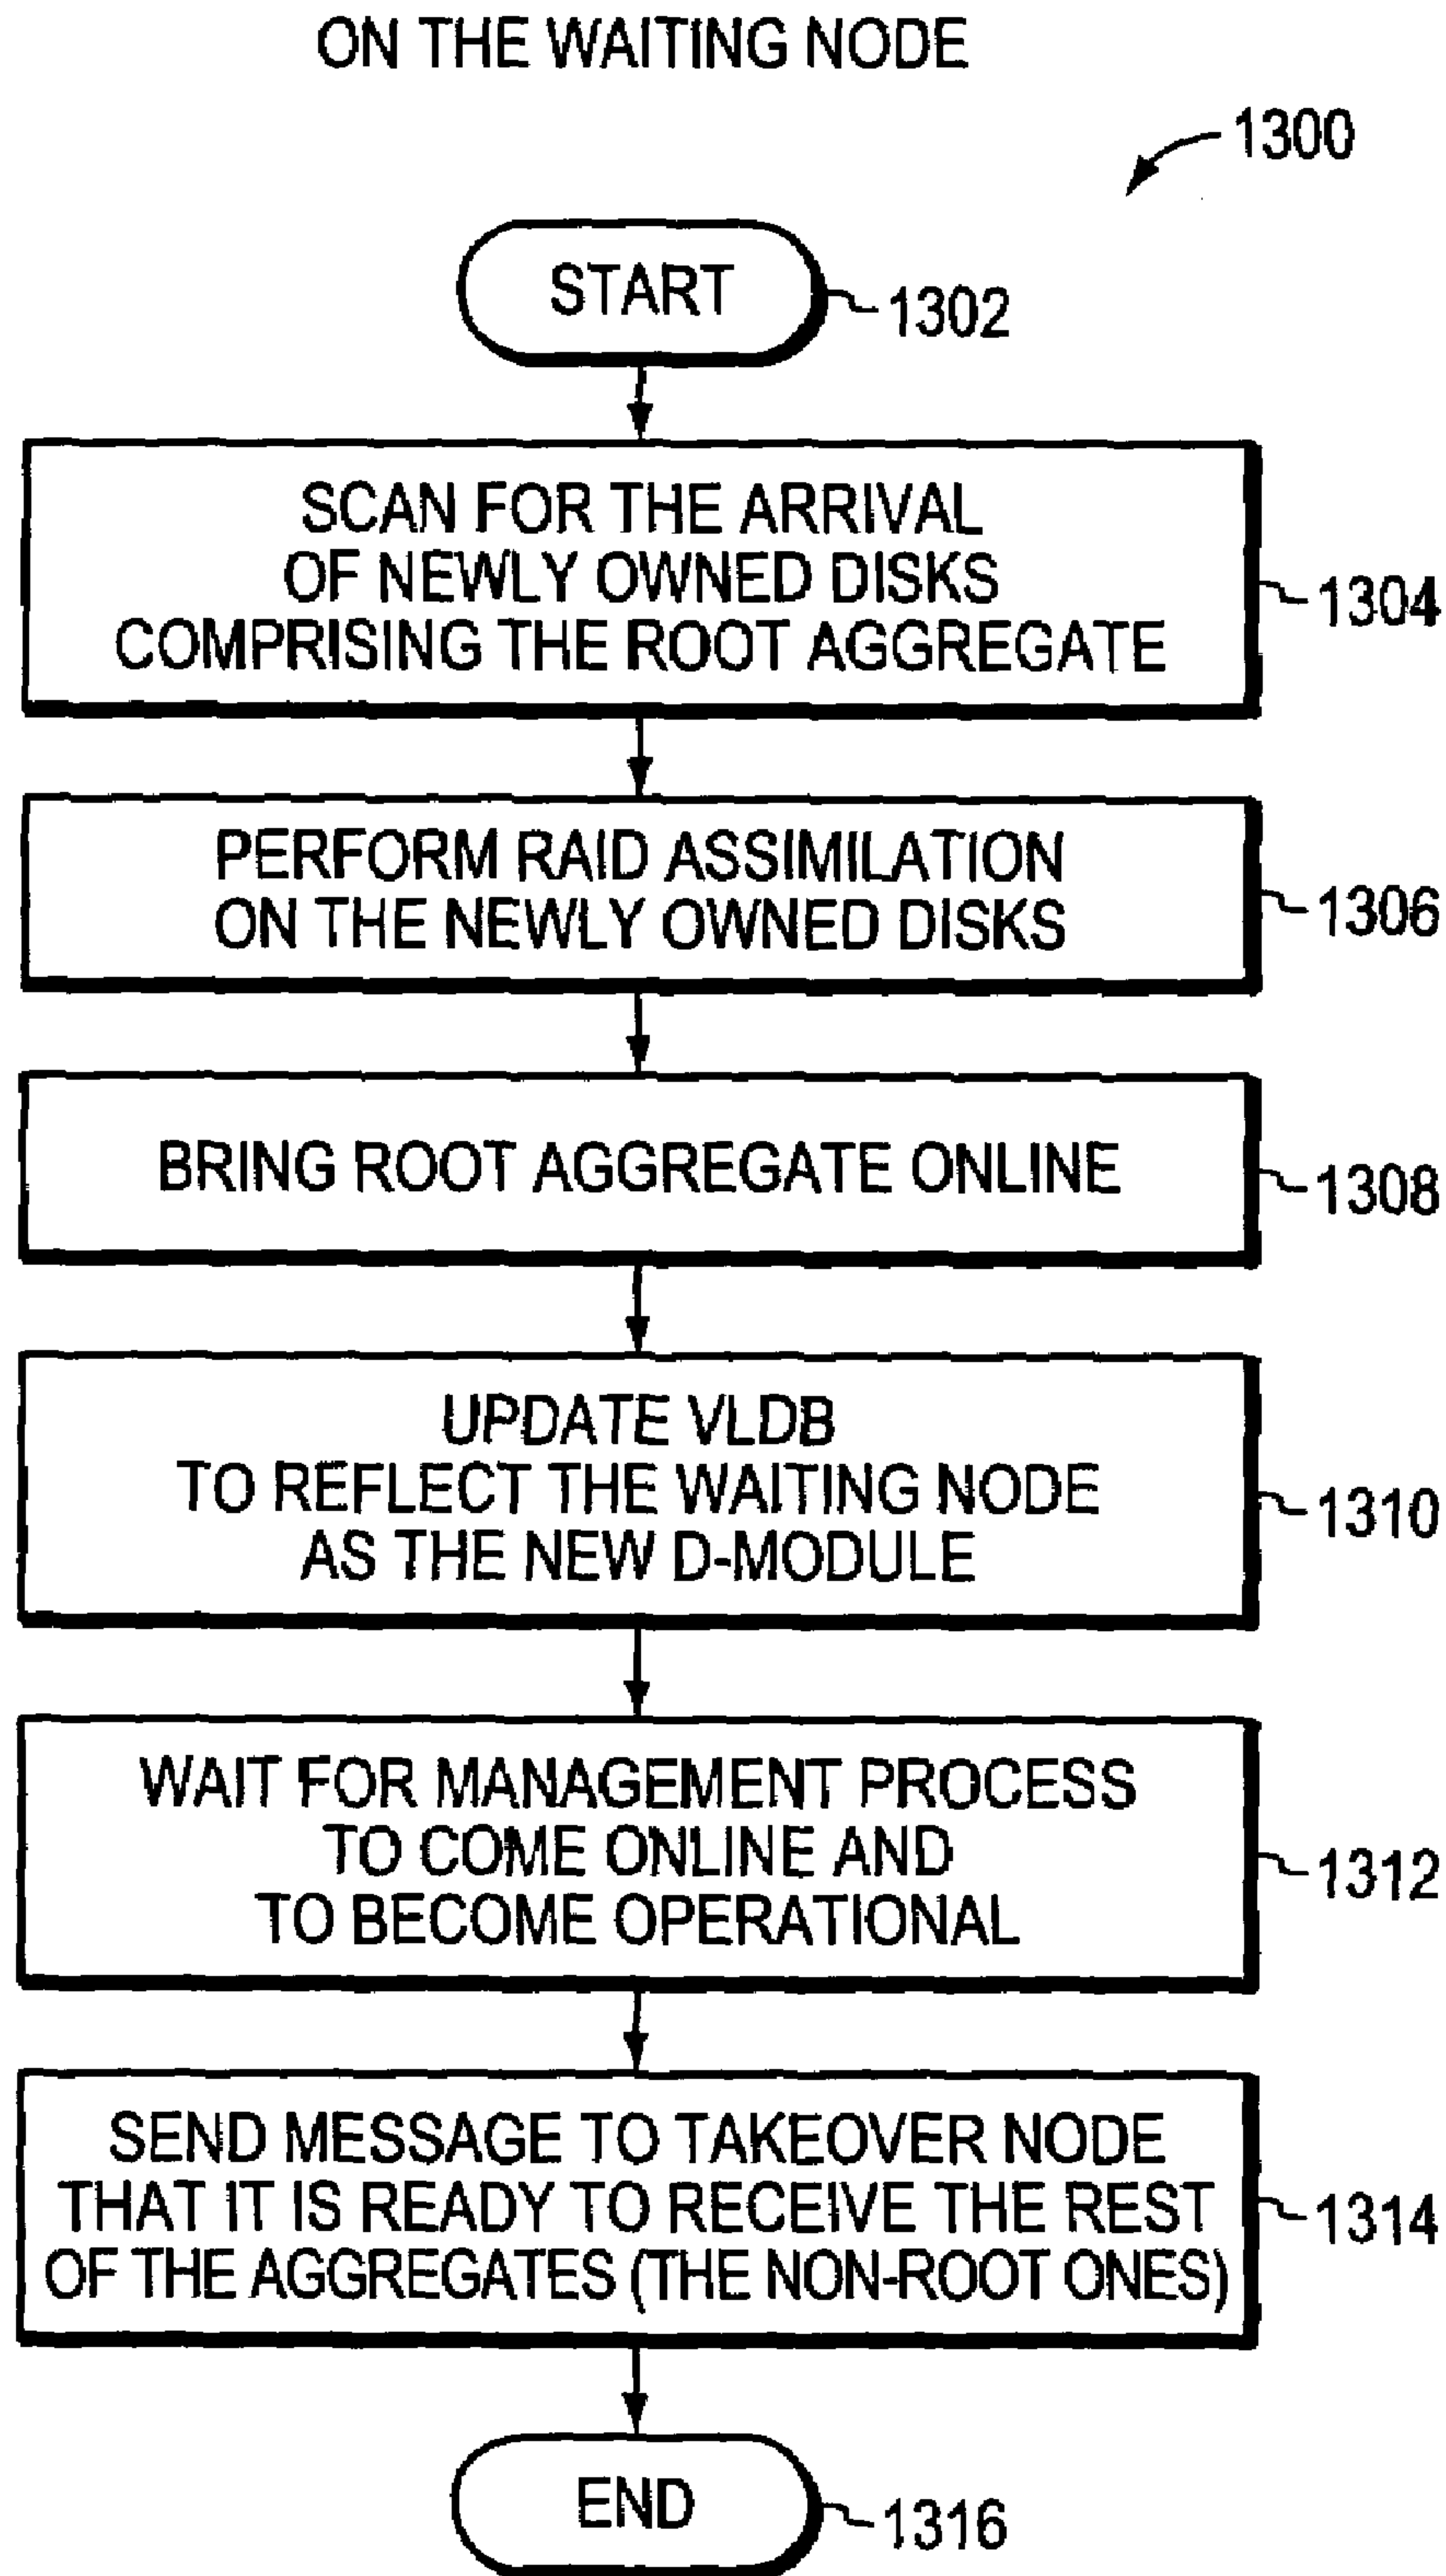 ON THE WAITING NODE
1300
START
1302
SCAN FOR THE ARRIVAL
OF NEWLY OWNED DISKS
COMPRISING THE ROOT AGGREGATE
1304
PERFORM RAID ASSIMILATION
ON THE NEWLY OWNED DISKS
1306
BRING ROOT AGGREGATE ONLINE
1308
UPDATE VLDB
TO REFLECT THE WAITING NODE
AS THE NEW D-MODULE
1310
WAIT FOR MANAGEMENT PROCESS
TO COME ONLINE AND
TO BECOME OPERATIONAL
1312
SEND MESSAGE TO TAKEOVER NODE
THAT IT IS READY TO RECEIVE THE REST
OF THE AGGREGATES (THE NON-ROOT ONES)
1314
END
1316